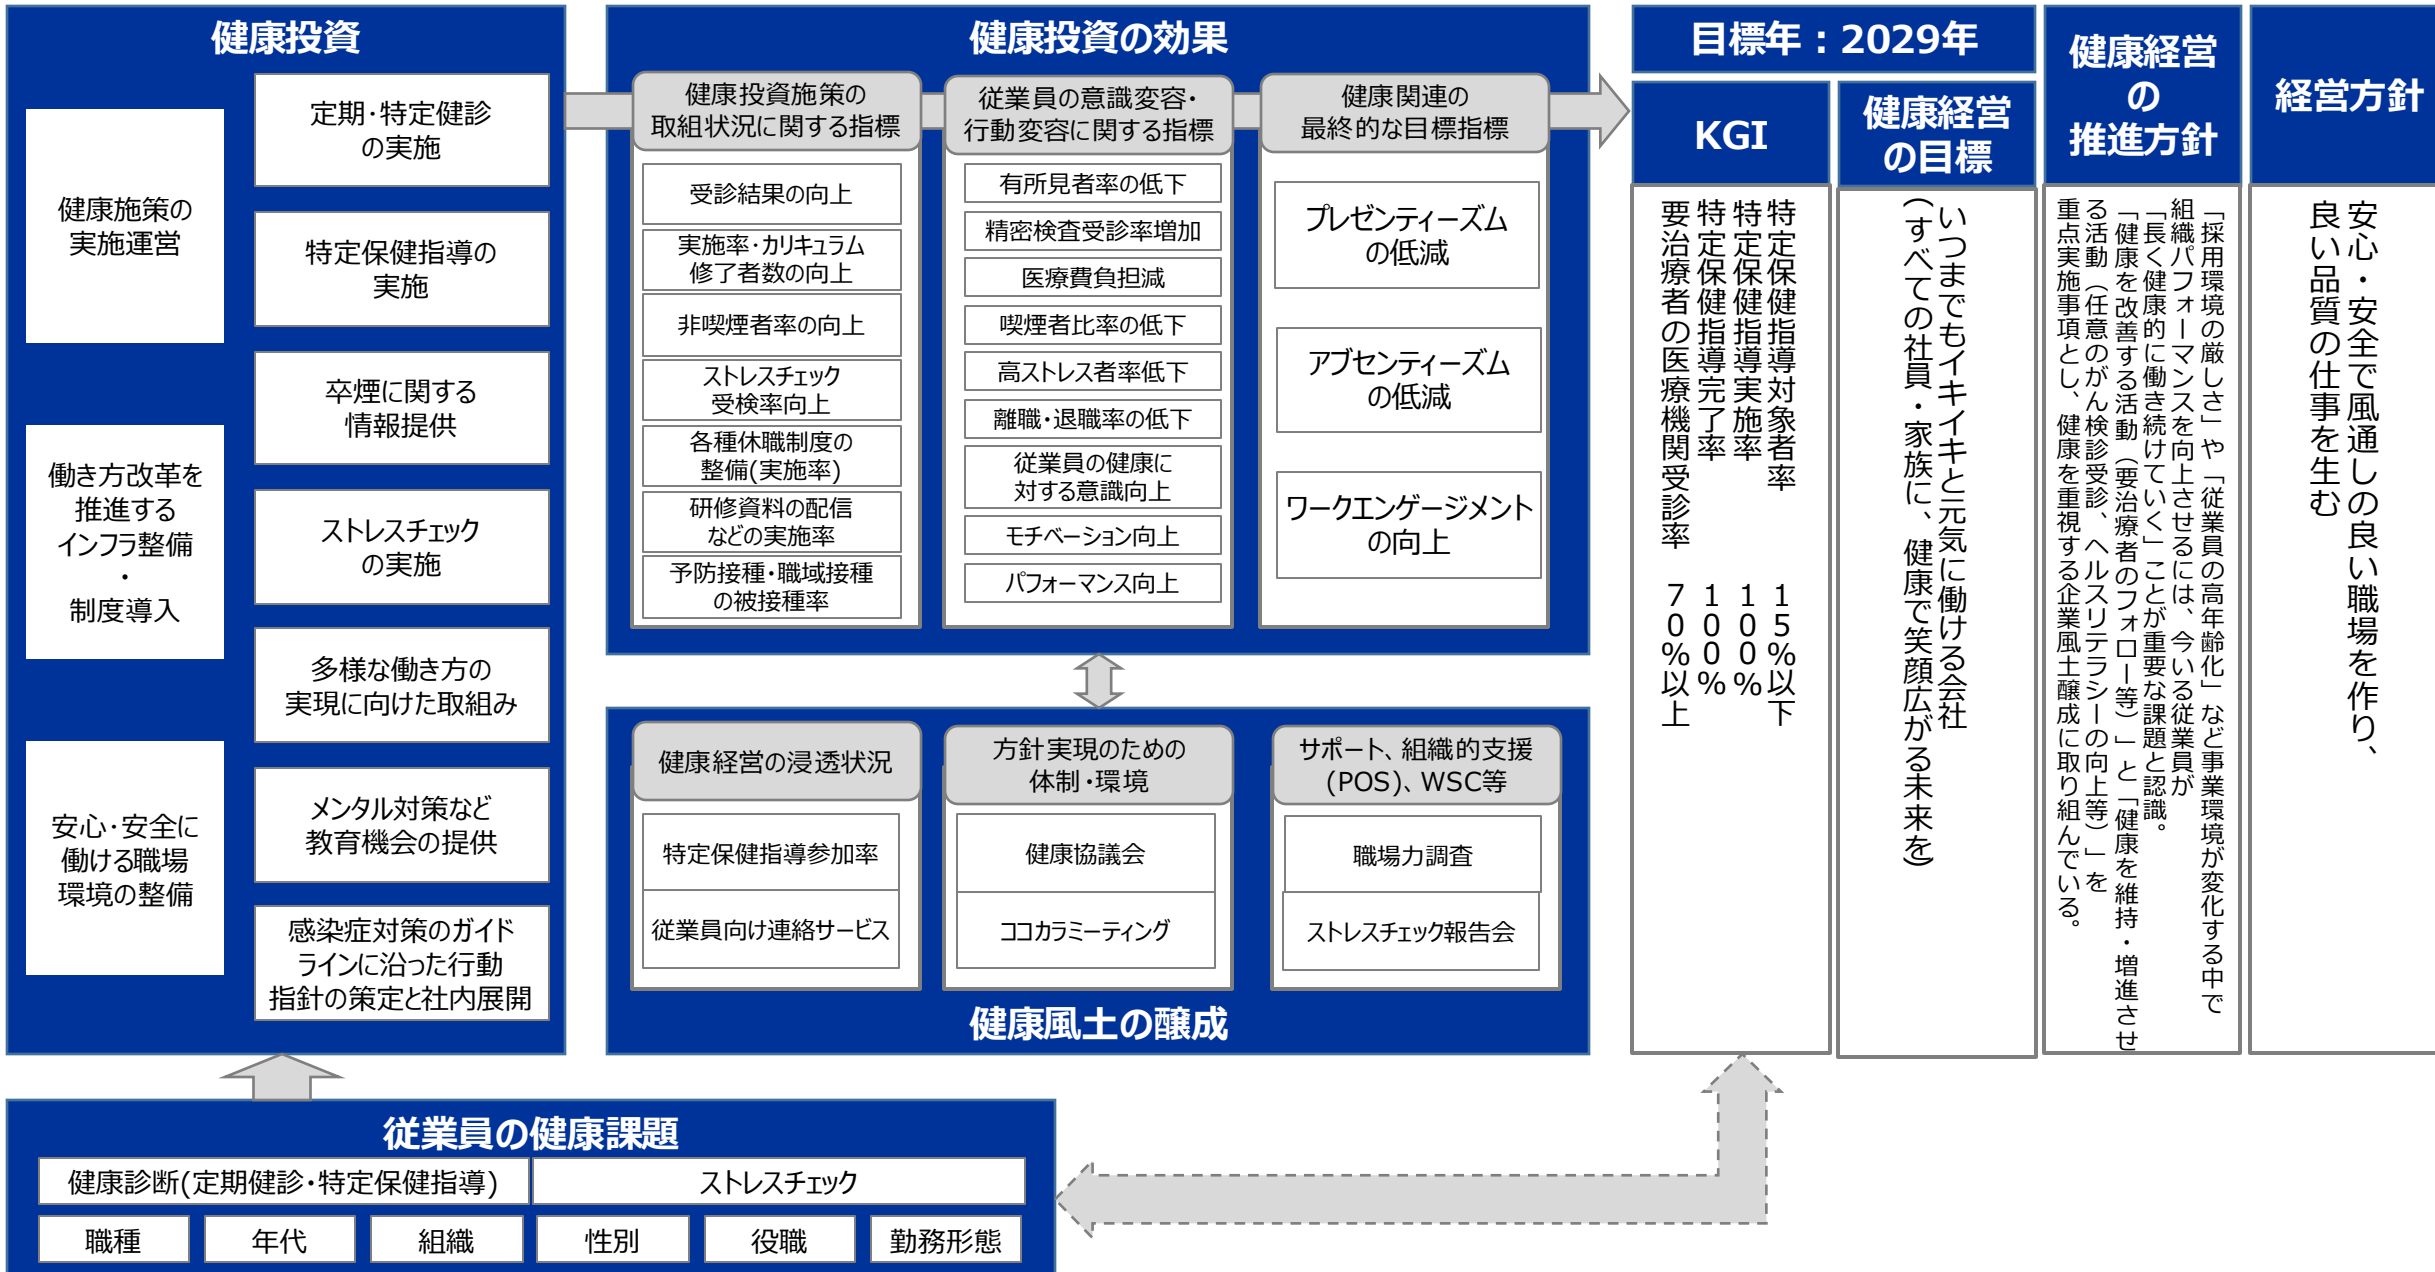 健康投資
健康施策の
実施運営
働き方改革を
推進する
インフラ整備
・
制度導入
安心・安全に
働ける職場
環境の整備
定期・特定健診
の実施
特定保健指導の
実施
卒煙に関する
情報提供
ストレスチェック
の実施
多様な働き方の
実現に向けた取組み
メンタル対策など
教育機会の提供
感染症対策のガイド
ラインに沿った行動
指針の策定と社内展開
健康投資の効果
健康投資施策の
取組状況に関する指標
受診結果の向上
実施率・カリキュラム
修了者数の向上
非喫煙者率の向上
ストレスチェック
受検率向上
各種休職制度の
整備(実施率)
研修資料の配信
などの実施率
予防接種・職域接種
の被接種率
従業員の意識変容・
行動変容に関する指標
有所見者率の低下
精密検査受診率増加
医療費負担減
喫煙者比率の低下
高ストレス者率低下
離職・退職率の低下
従業員の健康に
対する意識向上
モチベーション向上
パフォーマンス向上
健康関連の
最終的な目標指標
プレゼンティーズム
の低減
アブセンティーズム
の低減
ワークエンゲージメント
の向上
健康経営の浸透状況
特定保健指導参加率
従業員向け連絡サービス
方針実現のための
体制・環境
健康協議会
ココカラミーティング
サポート、組織的支援
(POS)、WSC等
職場力調査
ストレスチェック報告会
健康風土の醸成
目標年：2029年
KGI
特定保健指導対象者率 15%以下
特定保健指導実施率 100%
特定保健指導完了率 100%
要治療者の医療機関受診率 70%以上
健康経営
の目標
いつまでもイキイキと元気に働ける会社
(すべての社員・家族に、健康で笑顔広がる未来を)
健康経営
の
推進方針
「採用環境の厳しさ」や「従業員の高年齢化」など事業環境が変化する中で
組織パフォーマンスを向上させるには、今いる従業員が
「長く健康的に働き続けていく」ことが重要な課題と認識。
「健康を改善する活動（要治療者のフォロー等）」と「健康を維持・増進させ
る活動（任意のがん検診受診、ヘルスリテラシーの向上等）」を
重点実施事項とし、健康を重視する企業風土醸成に取り組んでいる。
経営方針
安心・安全で風通しの良い職場を作り、
良い品質の仕事を生む
従業員の健康課題
健康診断(定期健診・特定保健指導)
ストレスチェック
職種
年代
組織
性別
役職
勤務形態